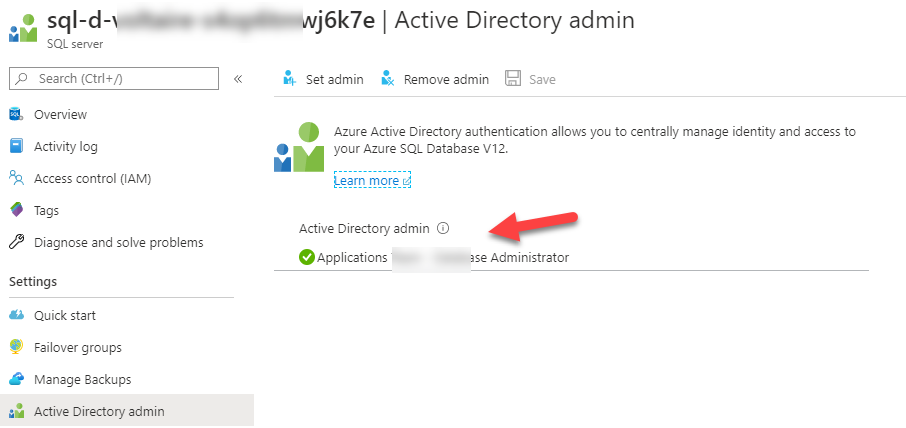 sql-d- wj6k7e | Active Directory admin
SQL server
Search (Ctrl+/)
«
Set admin
Remove admin
Save
Overview
Activity log
Access control (IAM)
Tags
Diagnose and solve problems
Settings
Quick start
Failover groups
Manage Backups
Active Directory admin
Azure Active Directory authentication allows you to centrally manage identity and access to
your Azure SQL Database V12.
Learn more
Active Directory admin
Applications Administrator